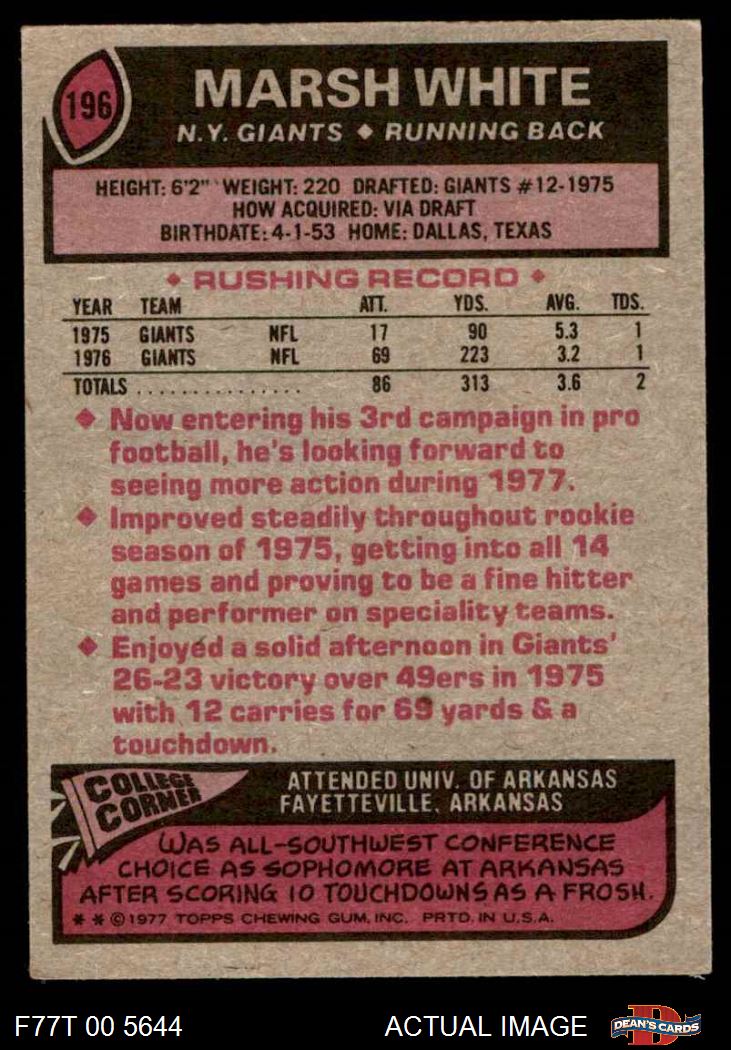 196
MARSH WHITE
N.Y. GIANTS ◆ RUNNING BACK
HEIGHT: 6'2" WEIGHT: 220 DRAFTED: GIANTS #12-1975
HOW ACQUIRED: VIA DRAFT
BIRTHDATE: 4-1-53 HOME: DALLAS, TEXAS
◆ RUSHING RECORD ◆
YEAR TEAM ATT. YDS. AVG. TDS.
1975 GIANTS NFL 17 90 5.3 1
1976 GIANTS NFL 69 223 3.2 1
TOTALS ................ 86 313 3.6 2
◆ Now entering his 3rd campaign in pro
football, he's looking forward to
seeing more action during 1977.
◆ Improved steadily throughout rookie
season of 1975, getting into all 14
games and proving to be a fine hitter
and performer on speciality teams.
◆ Enjoyed a solid afternoon in Giants'
26-23 victory over 49ers in 1975
with 12 carries for 69 yards & a
touchdown.
COLLEGE
CORNER
ATTENDED UNIV. OF ARKANSAS
FAYETTEVILLE, ARKANSAS
WAS ALL-SOUTHWEST CONFERENCE
CHOICE AS SOPHOMORE AT ARKANSAS
AFTER SCORING 10 TOUCHDOWNS AS A FROSH.
* * © 1977 TOPPS CHEWING GUM, INC. PRTD. IN U.S.A.
F77T 00 5644
ACTUAL IMAGE
D
DEAN'S CARDS